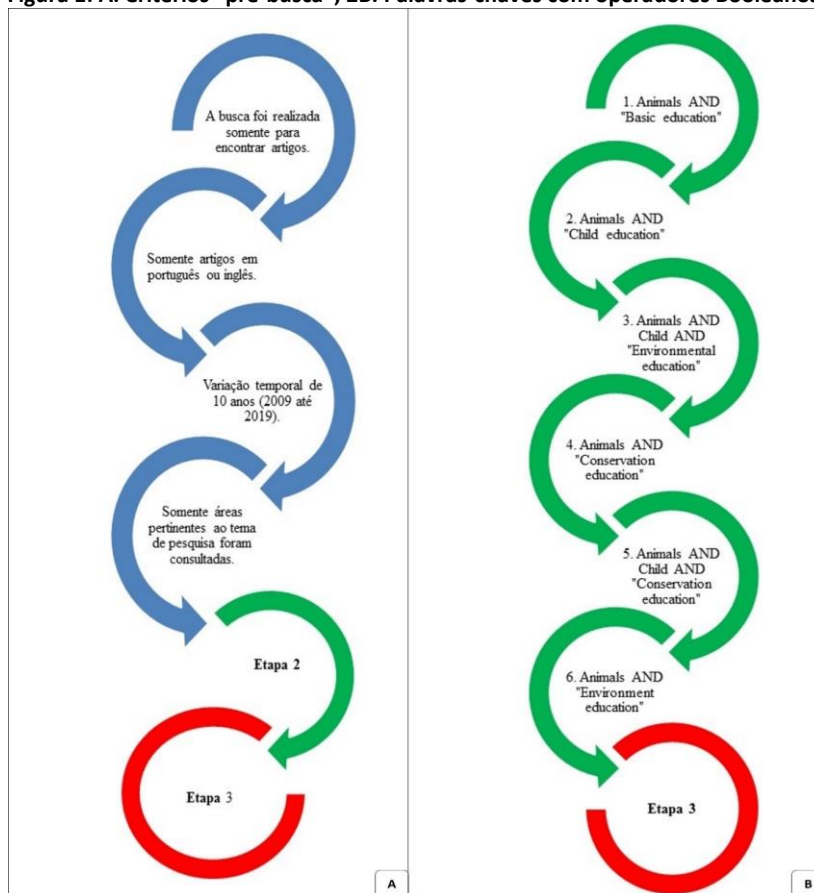 Figura 1: A. Critérios "pré-busca"; 2B. Palavras-chaves com operadores Booleanos
A busca foi realizada
somente para
encontrar artigos.
Somente artigos em
português ou inglês.
Variação temporal de
10 anos (2009 até
2019).
Somente áreas
pertinentes ao tema
de pesquisa foram
consultadas.
Etapa 2
Etapa 3
A
1. Animals AND
"Basic education"
2. Animals AND
"Child education"
3. Animals AND
Child AND
"Environmental
education"
4. Animals AND
"Conservation
education"
5. Animals AND
Child AND
"Conservation
education"
6. Animals AND
"Environment
education"
Etapa 3
B